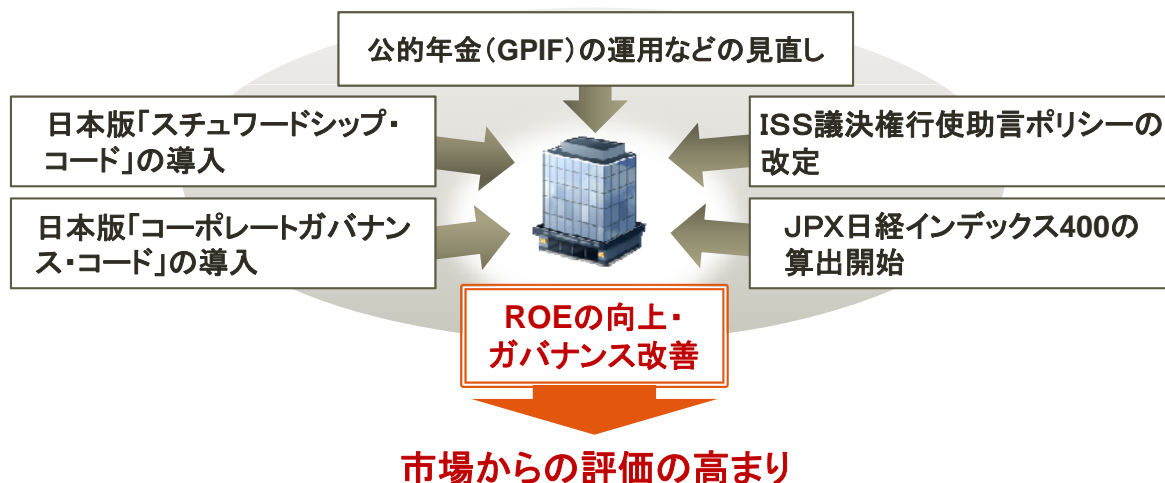 公的年金(GPIF)の運用などの見直し
日本版「スチュワードシップ・
コード」の導入
ISS議決権行使助言ポリシーの
改定
日本版「コーポレートガバナン
ス・コード」の導入
JPX日経インデックス400の
算出開始
ROEの向上・
ガバナンス改善
市場からの評価の高まり